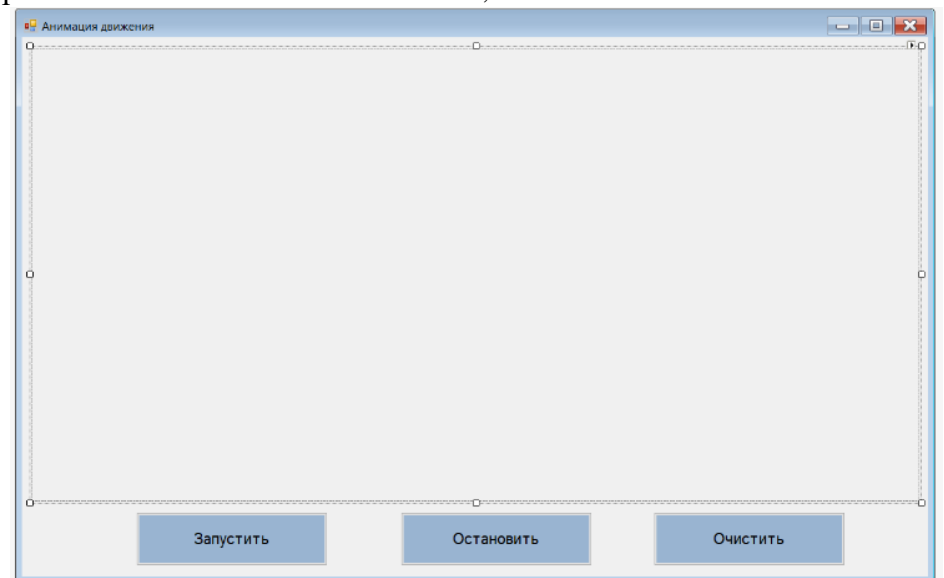 Анимация движения
Запустить
Остановить
Очистить